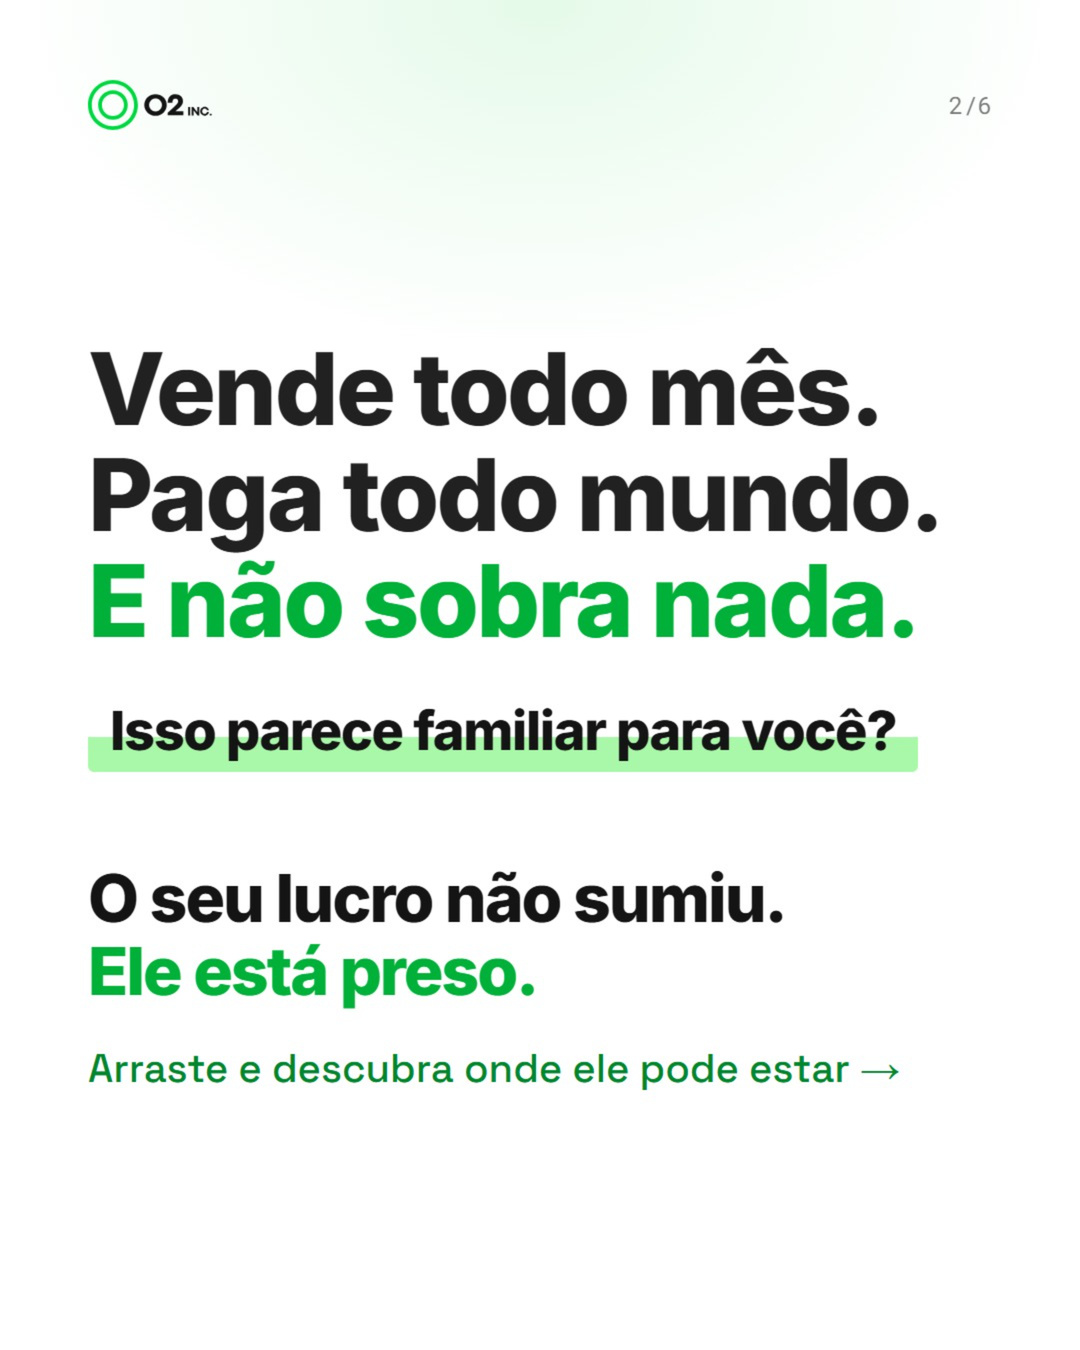 O2 INC.
2/6
Vende todo mês.
Paga todo mundo.
E não sobra nada.
Isso parece familiar para você?
O seu lucro não sumiu.
Ele está preso.
Arraste e descubra onde ele pode estar →